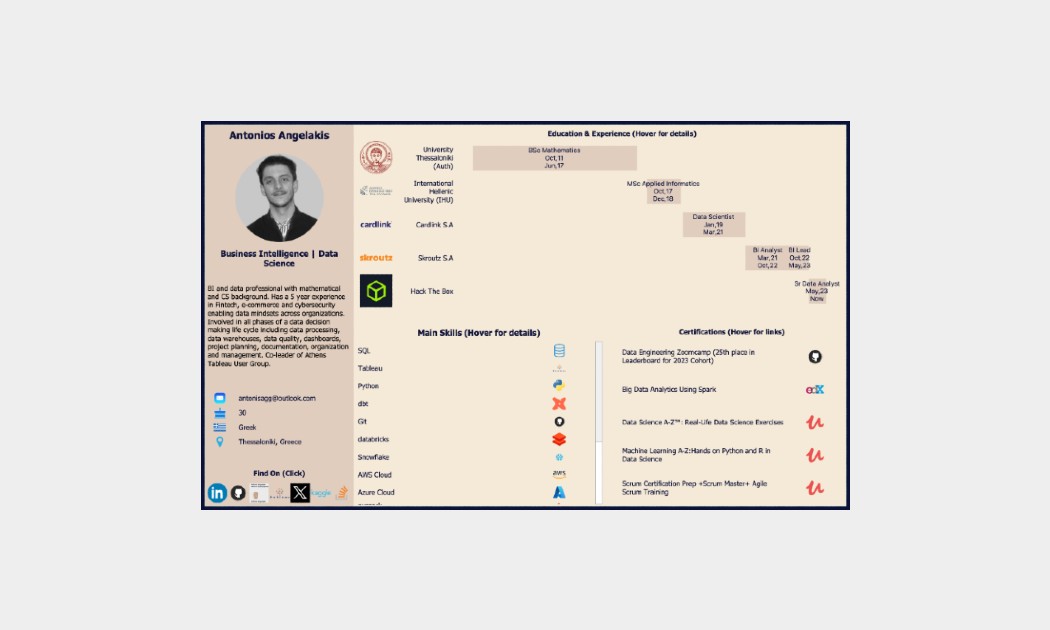 Antonios Angelakis
Business Intelligence | Data
Science
BI and data professional with mathematical
and CS background. Has a 5 year experience
in Fintech, e-commerce and cybersecurity
enabling data mindsets across organizations.
Involved in all phases of a data decision
making life cycle including data processing,
data warehouses, data quality, dashboards,
project planning, documentation, organization
and management. Co-leader of Athens
Tableau User Group.
antonisagg@outlook.com
30
Greek
Thessaloniki, Greece
Find On (Click)
in
kaggle
Education & Experience (Hover for details)
University
Thessaloniki
(Auth)
BSc Mathematics
Oct,11
Jun,17
International
Hellenic
University (IHU)
MSc Applied Informatics
Oct,17
Dec,18
cardlink
Cardlink S.A
Data Scientist
Jan,19
Mar,21
skroutz
Skroutz S.A
BI Analyst
Mar,21
Oct,22
BI Lead
Oct,22
May,23
Hack The Box
Sr Data Analyst
May,23
Now
Main Skills (Hover for details)
SQL
Tableau
Python
dbt
Git
databricks
Snowflake
AWS Cloud
aws
Azure Cloud
Certifications (Hover for links)
Data Engineering Zoomcamp (25th place in
Leaderboard for 2023 Cohort)
Big Data Analytics Using Spark
edX
Data Science A-Z™: Real-Life Data Science Exercises
Machine Learning A-Z:Hands on Python and R in
Data Science
Scrum Certification Prep +Scrum Master+ Agile
Scrum Training